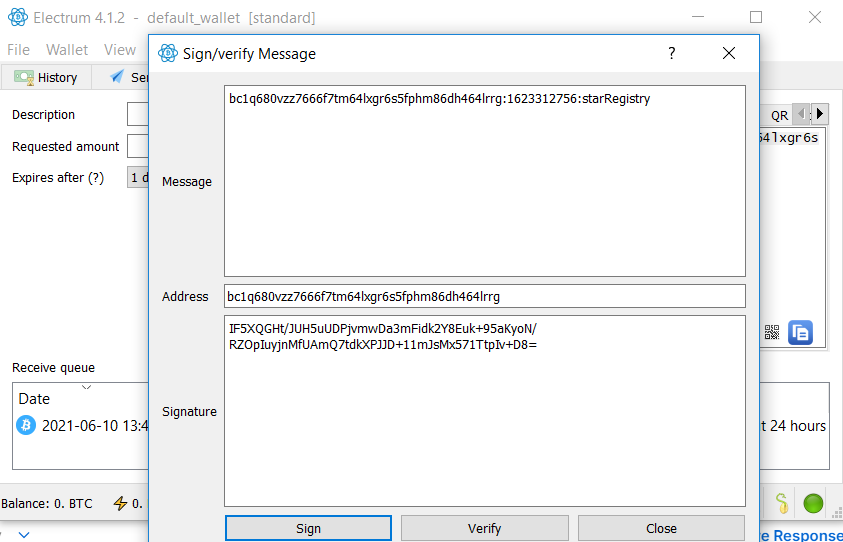 Electrum 4.1.2 - default_wallet [standard]
File Wallet View
History
Sign/verify Message
?
Description
Requested amount
Expires after (?)
1 d
QR
64lxgr6s
Message
bc1q680vzz7666f7tm64lxgr6s5fphm86dh464lrrg:1623312756:starRegistry
Address
bc1q680vzz7666f7tm64lxgr6s5fphm86dh464lrrg
Signature
IF5XQGHt/JUH5uUDPjvmwDa3mFidk2Y8Euk+95aKyoN/
RZOpIuyjnMfUAmQ7tdkXPJJD+11mJsMx571TtpIv+D8=
Receive queue
Date
2021-06-10 13:4
t 24 hours
Balance: 0. BTC
0.
Sign
Verify
Close
e Response